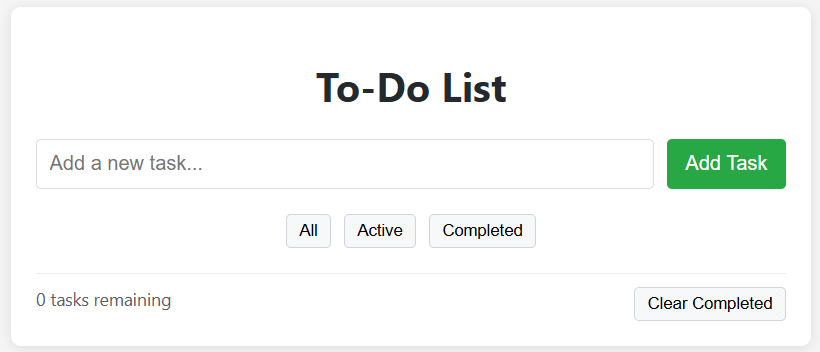 To-Do List
Add a new task... Add Task
All Active Completed
0 tasks remaining Clear Completed